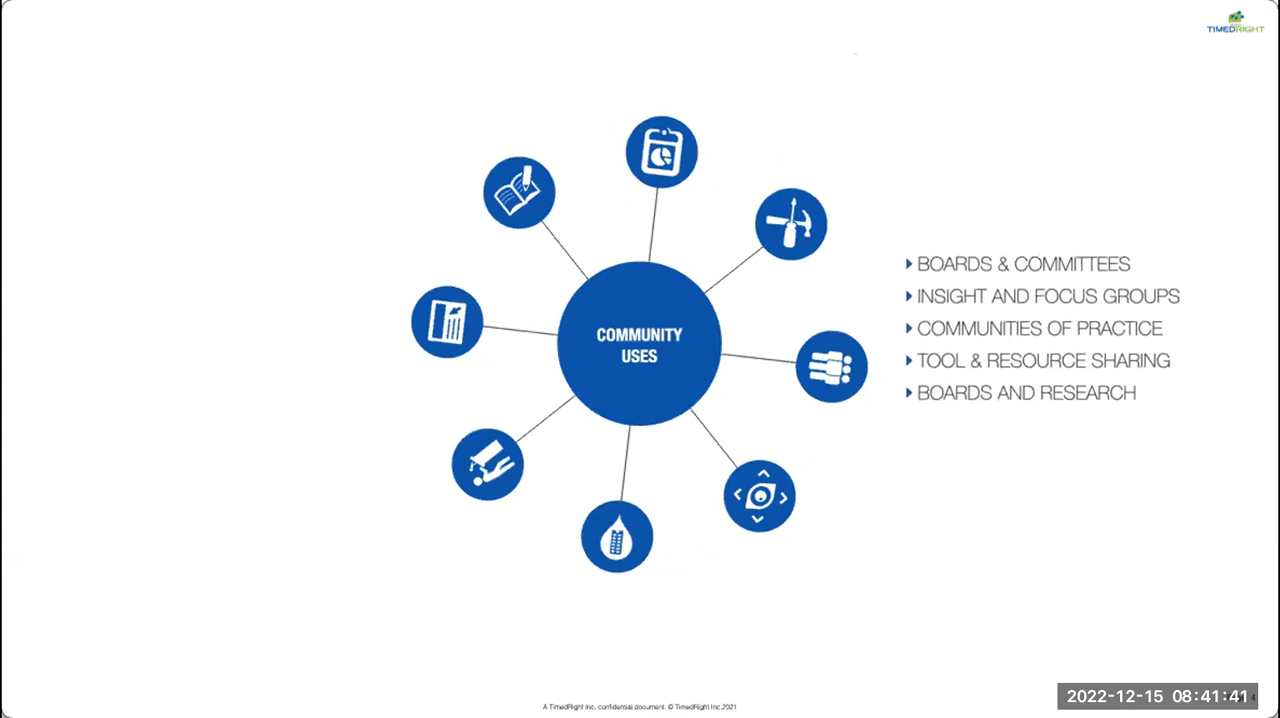 TIMEDRIGHT
COMMUNITY
USES
BOARDS & COMMITTEES
INSIGHT AND FOCUS GROUPS
COMMUNITIES OF PRACTICE
TOOL & RESOURCE SHARING
BOARDS AND RESEARCH
A TimedRight Inc. confidential document. © TimedRight Inc.2021
2022-12-15 08:41:41